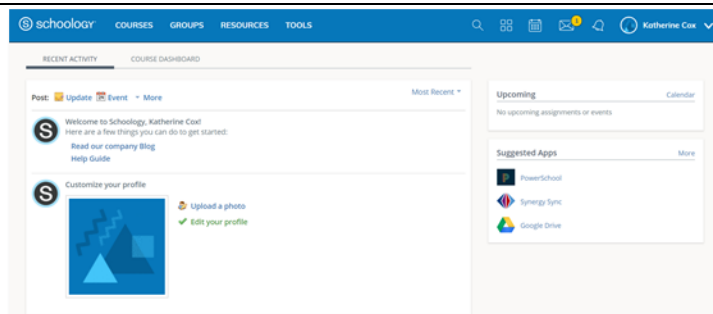 S schoology COURSES GROUPS RESOURCES TOOLS 1 Katherine Cox
RECENT ACTIVITY COURSE DASHBOARD
Post: Update Event More Most Recent
Welcome to Schoology, Katherine Cox!
Here are a few things you can do to get started:
Read our company Blog
Help Guide
S
Customize your profile
S
Upload a photo
Edit your profile
Upcoming Calendar
No upcoming assignments or events
Suggested Apps More
P PowerSchool
Synergy Sync
Google Drive